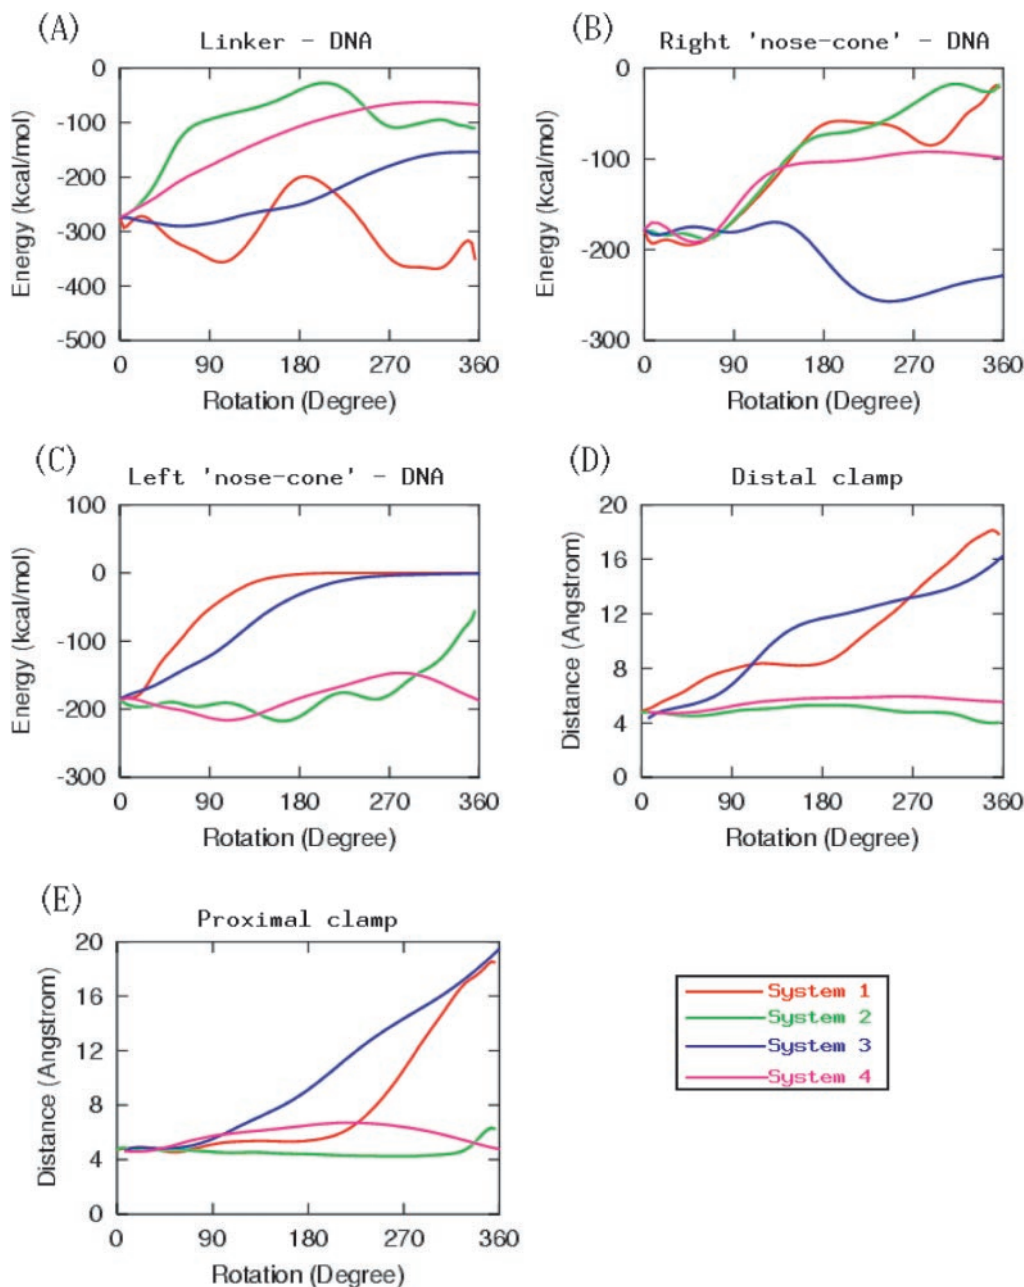 (A)
Linker - DNA
0
-100
-200
-300
-400
-500
Energy (kcal/mol)
0 90 180 270 360
Rotation (Degree)
(B)
Right 'nose-cone' - DNA
0
-100
-200
-300
Energy (kcal/mol)
0 90 180 270 360
Rotation (Degree)
(C)
Left 'nose-cone' - DNA
100
0
-100
-200
-300
Energy (kcal/mol)
0 90 180 270 360
Rotation (Degree)
(D)
Distal clamp
20
16
12
8
4
0
Distance (Angstrom)
0 90 180 270 360
Rotation (Degree)
(E)
Proximal clamp
20
16
12
8
4
0
Distance (Angstrom)
0 90 180 270 360
Rotation (Degree)
System 1
System 2
System 3
System 4